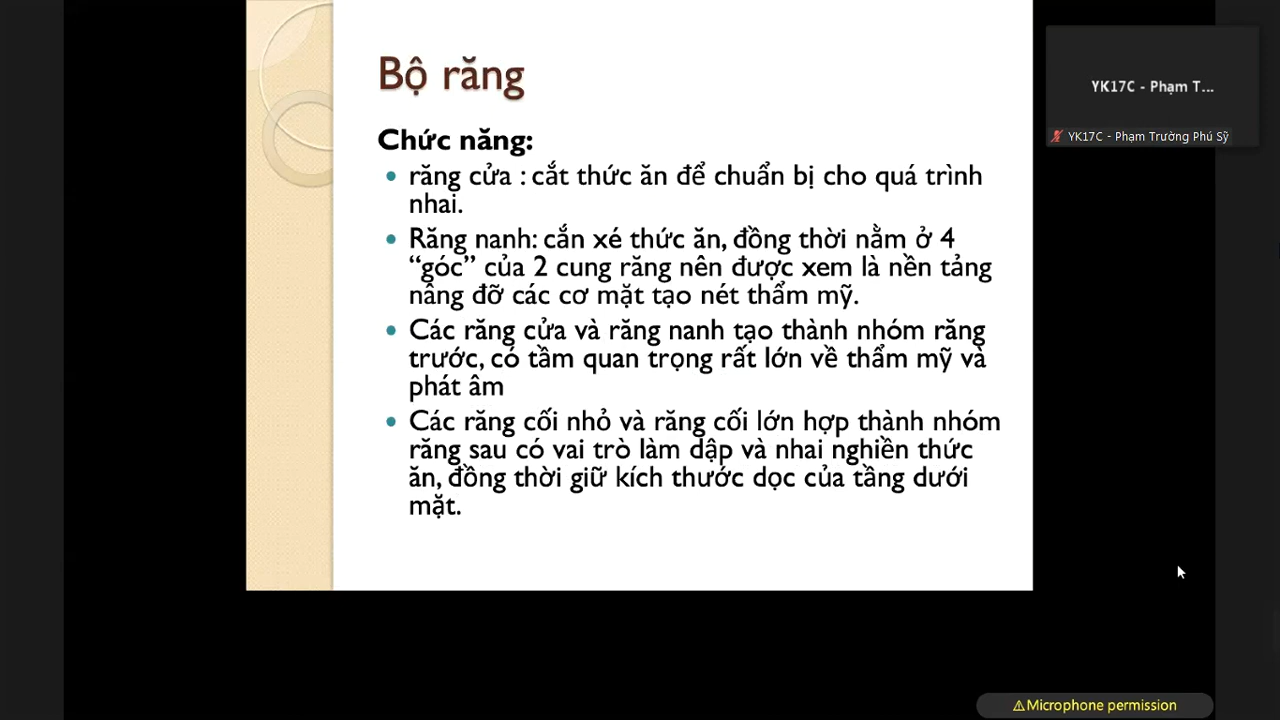 Bộ răng
Chức năng:
răng cửa : cắt thức ăn để chuẩn bị cho quá trình
nhai.
Răng nanh: cắn xé thức ăn, đồng thời nằm ở 4
“góc” của 2 cung răng nên được xem là nền tảng
nâng đỡ các cơ mặt tạo nét thẩm mỹ.
Các răng cửa và răng nanh tạo thành nhóm răng
trước, có tầm quan trọng rất lớn về thẩm mỹ và
phát âm
Các răng cối nhỏ và răng cối lớn hợp thành nhóm
răng sau có vai trò làm dập và nhai nghiền thức
ăn, đồng thời giữ kích thước dọc của tầng dưới
mặt.
YK17C - Phạm T...
YK17C - Phạm Trường Phú Sỹ
⚠Microphone permission